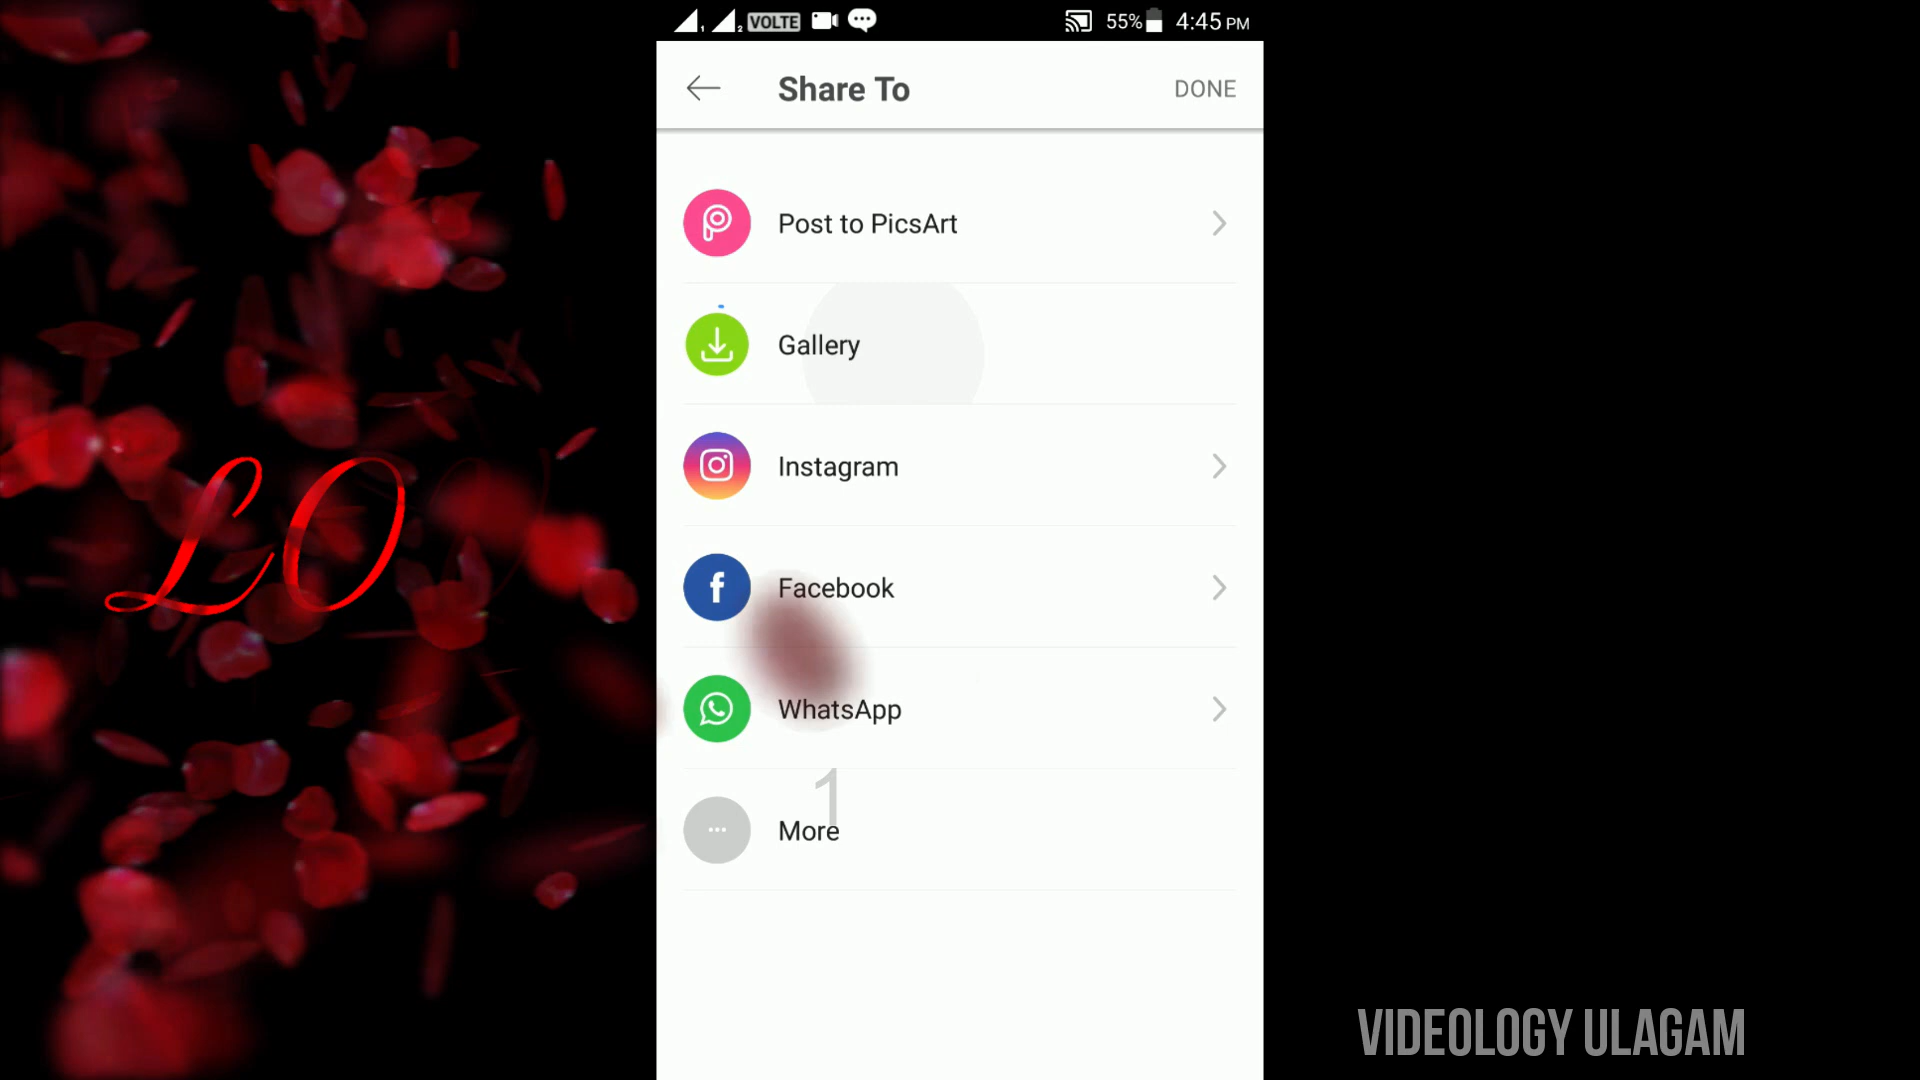 VOLTE 55% 4:45 PM
Share To DONE
Post to PicsArt
Gallery
Instagram
Facebook
WhatsApp
1
More
LO
VIDEOLOGY ULAGAM